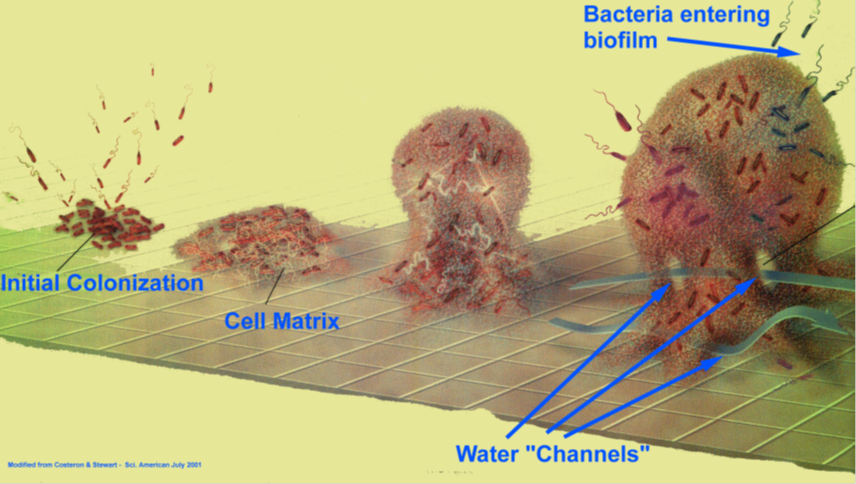 Bacteria entering
biofilm
Initial Colonization
Cell Matrix
Water "Channels"
Modified from Costeron & Stewart - Sci. American July 2001